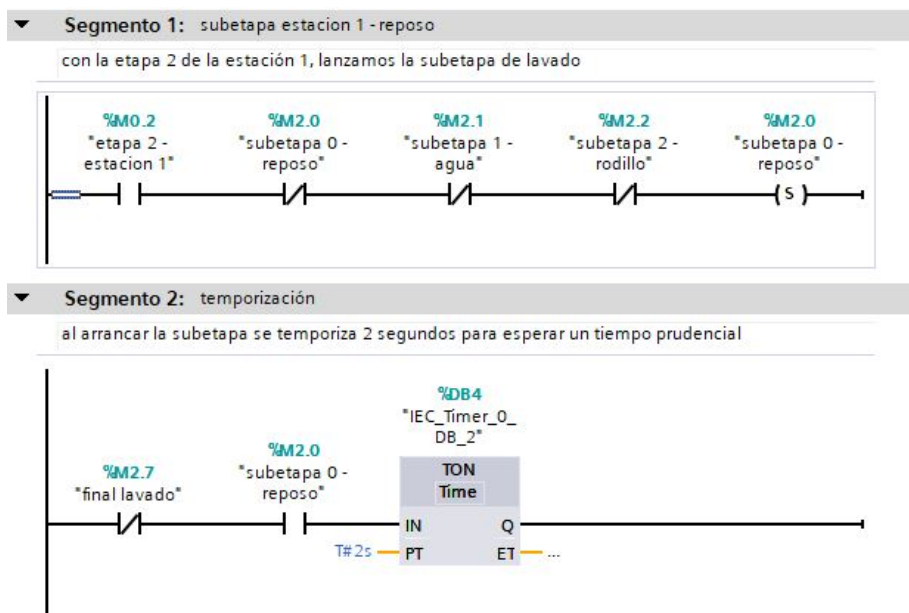 Segmento 1: subetapa estacion 1 - reposo
con la etapa 2 de la estación 1, lanzamos la subetapa de lavado
%M0.2
"etapa 2 -
estacion 1"
%M2.0
"subetapa 0 -
reposo"
%M2.1
"subetapa 1 -
agua"
%M2.2
"subetapa 2 -
rodillo"
%M2.0
"subetapa 0 -
reposo"
S
Segmento 2: temporización
al arrancar la subetapa se temporiza 2 segundos para esperar un tiempo prudencial
%M2.7
"final lavado"
%M2.0
"subetapa 0 -
reposo"
%DB4
"IEC_Timer_0_
DB_2"
TON
Time
IN Q
T#2s PT ET ...